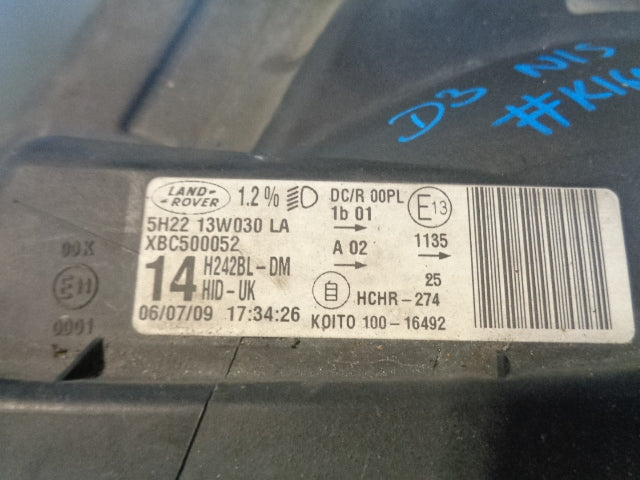 D3 N/S
LAND-
ROVER
1.2%
DC/R 00PL
E13
1b 01
5H22 13W030 LA
XBC500052
A 02
1135
14
H242BL-DM
HID-UK
25
HCHR-274
06/07/09 17:34:26
KOITO 100-16492
00X
0001